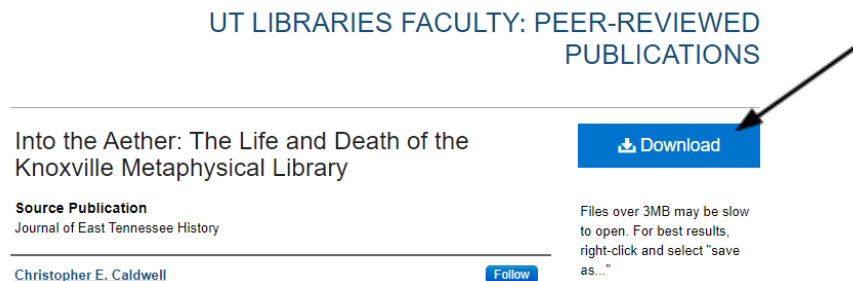 UT LIBRARIES FACULTY: PEER-REVIEWED
PUBLICATIONS
Into the Aether: The Life and Death of the
Knoxville Metaphysical Library
Source Publication
Journal of East Tennessee History
Christopher E. Caldwell
Follow
Download
Files over 3MB may be slow
to open. For best results,
right-click and select "save
as..."